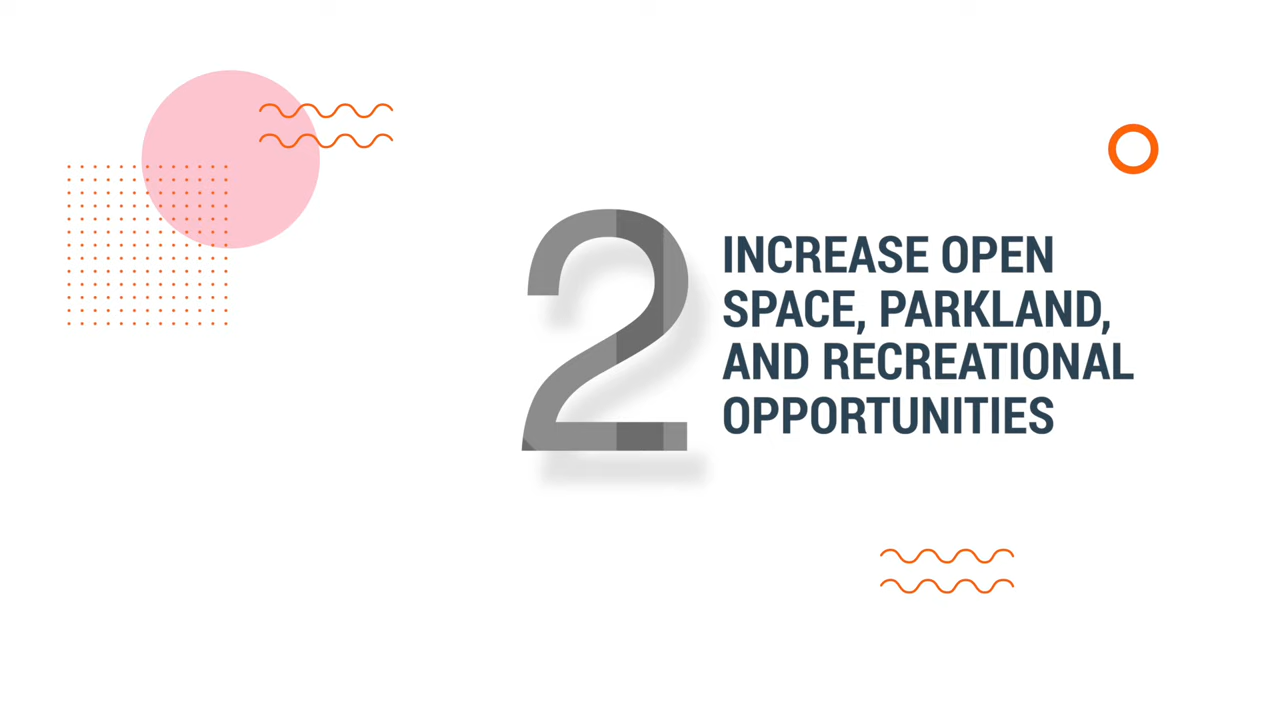 2
INCREASE OPEN
SPACE, PARKLAND,
AND RECREATIONAL
OPPORTUNITIES